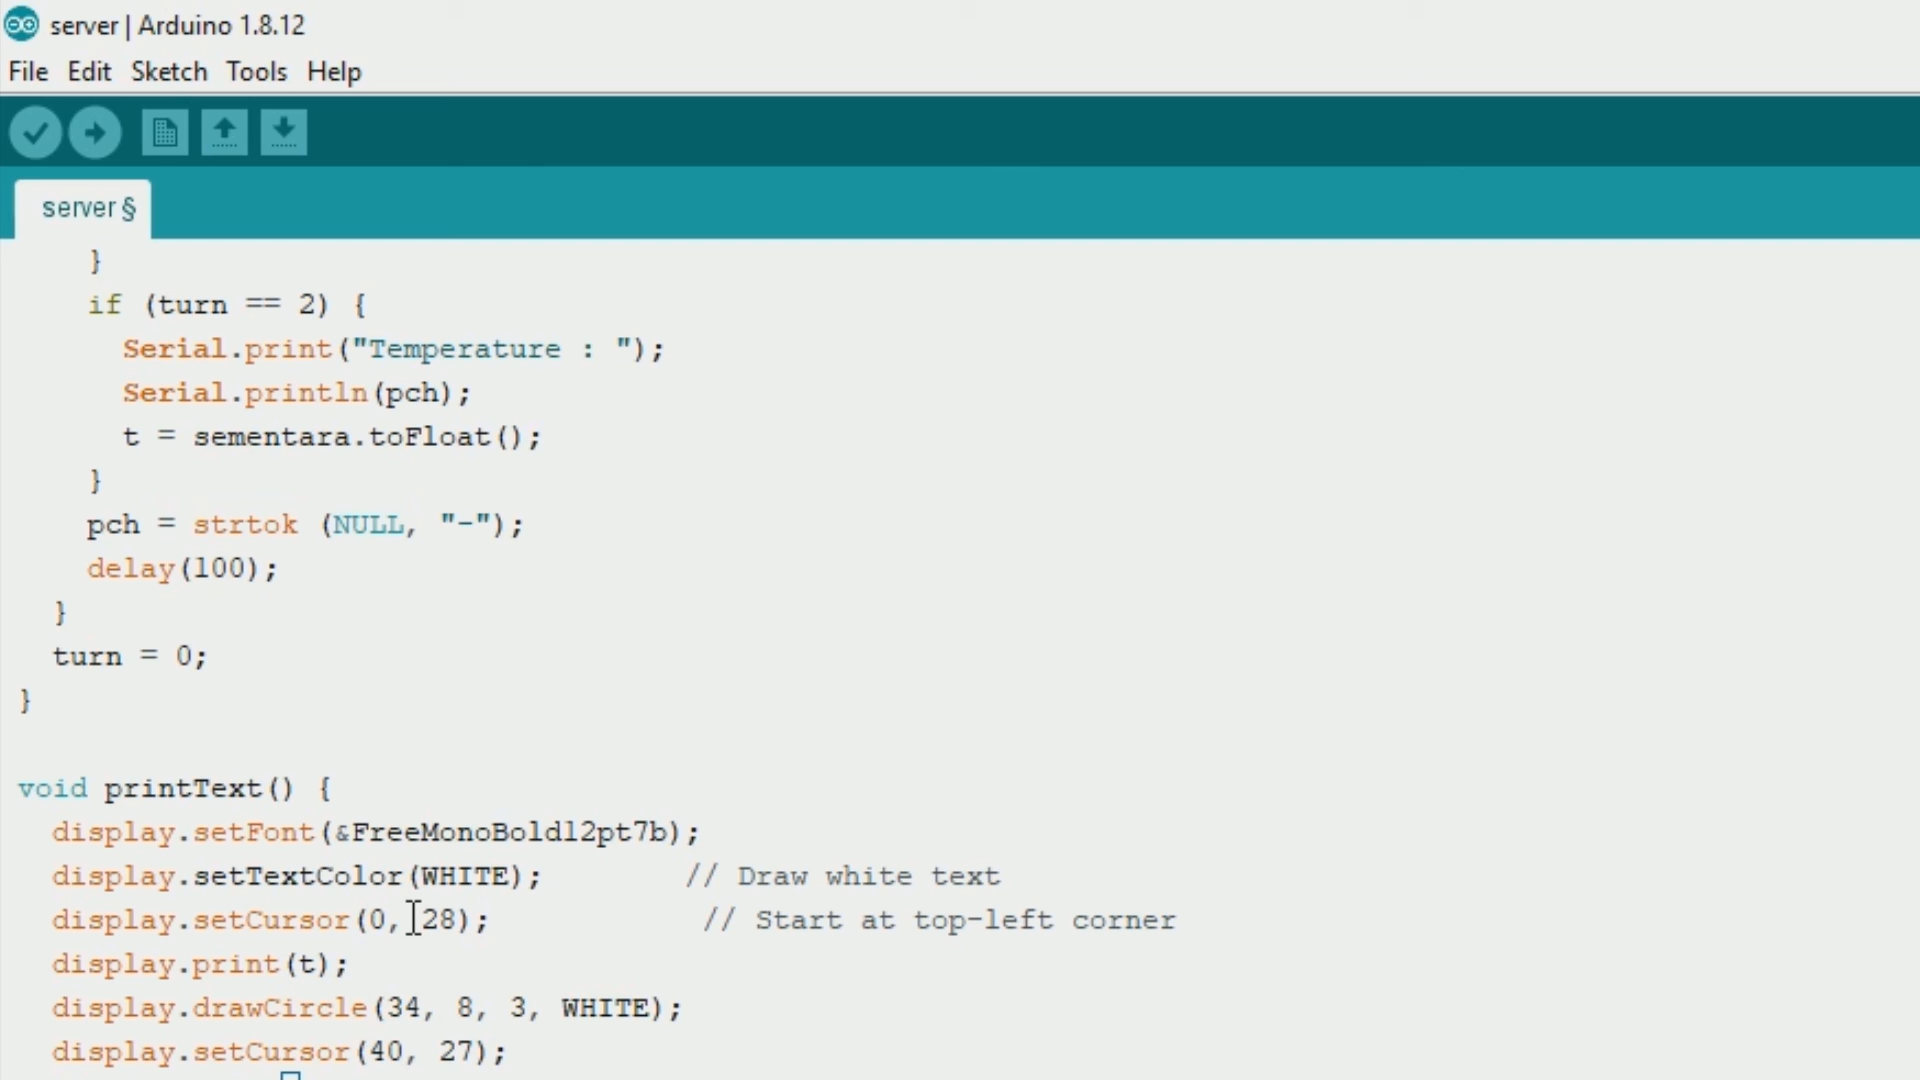 server | Arduino 1.8.12
File Edit Sketch Tools Help
server §
}
if (turn == 2) {
Serial.print("Temperature : ");
Serial.println(pch);
t = sementara.toFloat();
}
pch = strtok (NULL, "-");
delay(100);
}
turn = 0;
}
void printText() {
display.setFont(&FreeMonoBold12pt7b);
display.setTextColor(WHITE); // Draw white text
display.setCursor(0, 28); // Start at top-left corner
display.print(t);
display.drawCircle(34, 8, 3, WHITE);
display.setCursor(40, 27);